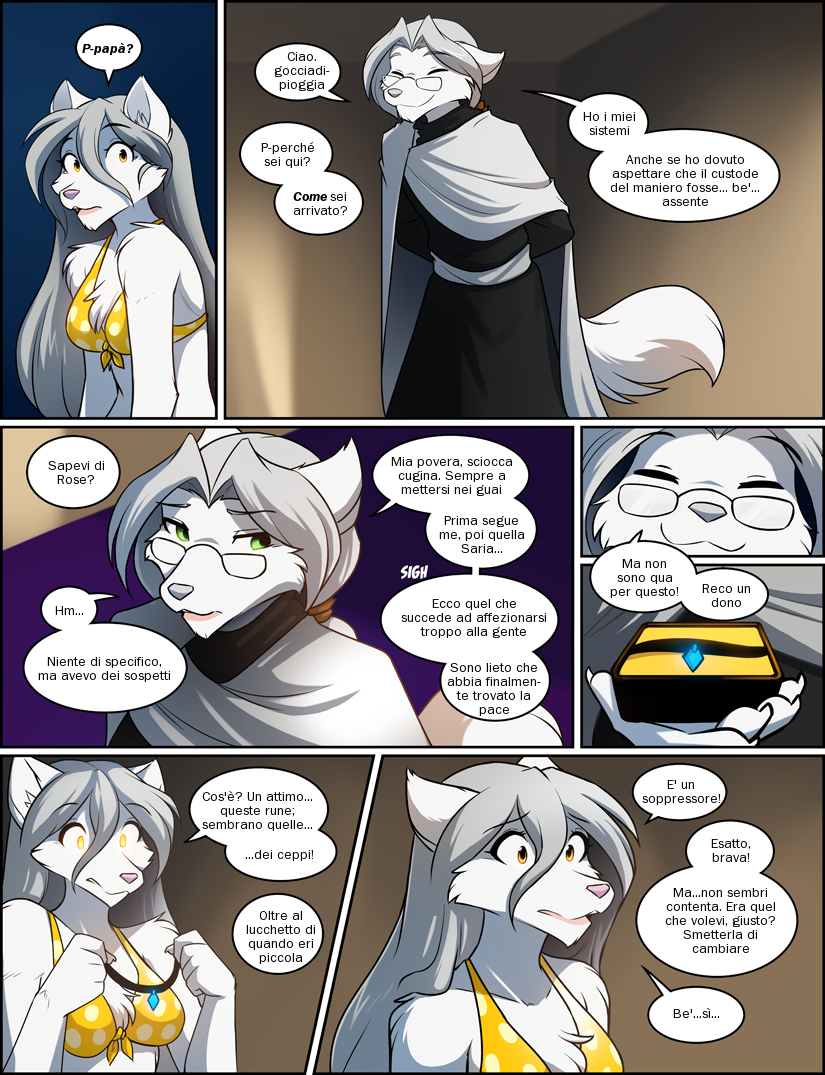 P-papà?
Ciao.
gocciadi-
pioggia
P-perché
sei qui?
Come sei
arrivato?
Ho i miei
sistemi
Anche se ho dovuto
aspettare che il custode
del maniero fosse... be'...
assente
Sapevi di
Rose?
Hm...
Niente di specifico,
ma avevo dei sospetti
Mia povera, sciocca
cugina. Sempre a
mettersi nei guai
Prima segue
me, poi quella
Saria...
SIGH
Ecco quel che
succede ad affezionarsi
troppo alla gente
Sono lieto che
abbia finalmen-
te trovato la
pace
Ma non
sono qua
per questo!
Reco un
dono
Cos'è? Un attimo...
queste rune;
sembrano quelle...
...dei ceppi!
Oltre al
lucchetto di
quando eri
piccola
E' un
soppressore!
Esatto,
brava!
Ma...non sembri
contenta. Era quel
che volevi, giusto?
Smetterla di
cambiare
Be'...sì...